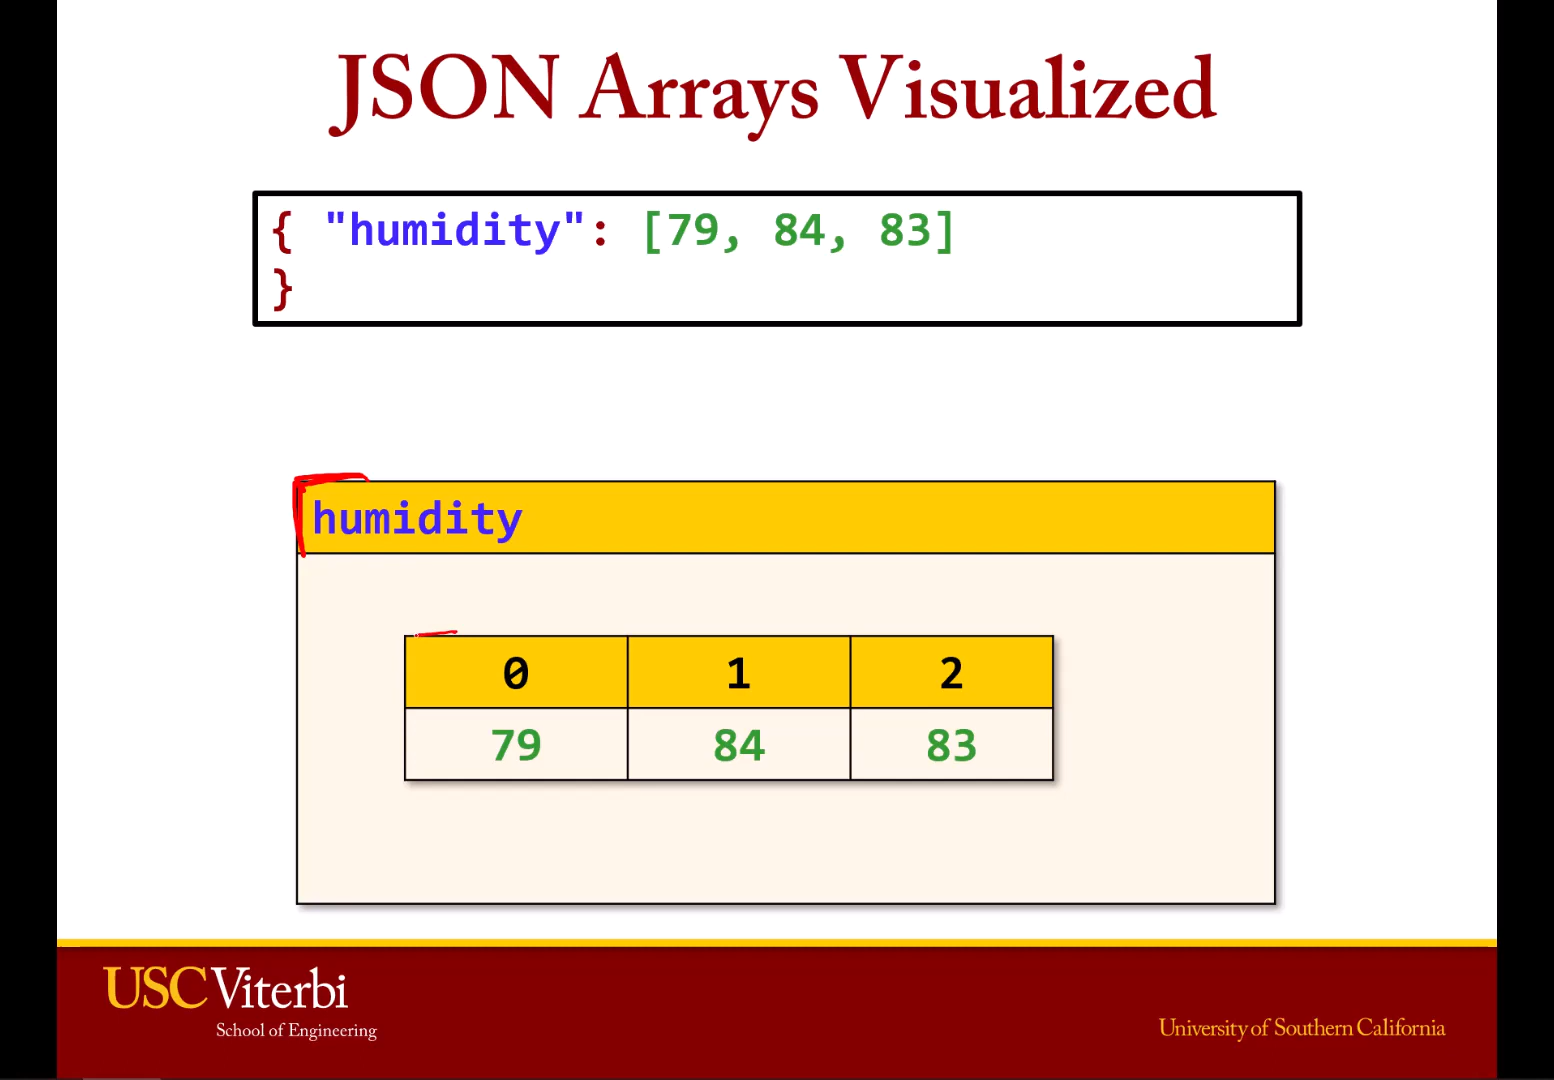 JSON Arrays Visualized
{ "humidity": [79, 84, 83]
}
humidity
0 1 2
79 84 83
USC Viterbi
School of Engineering
University of Southern California